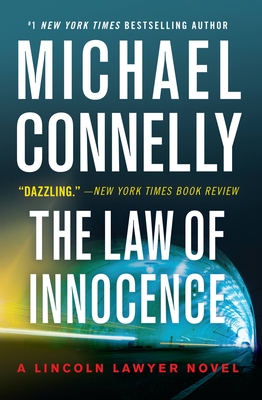 #1 NEW YORK TIMES BESTSELLING AUTHOR
MICHAEL
CONNELLY
“DAZZLING.” —NEW YORK TIMES BOOK REVIEW
THE LAW OF
INNOCENCE
A LINCOLN LAWYER NOVEL